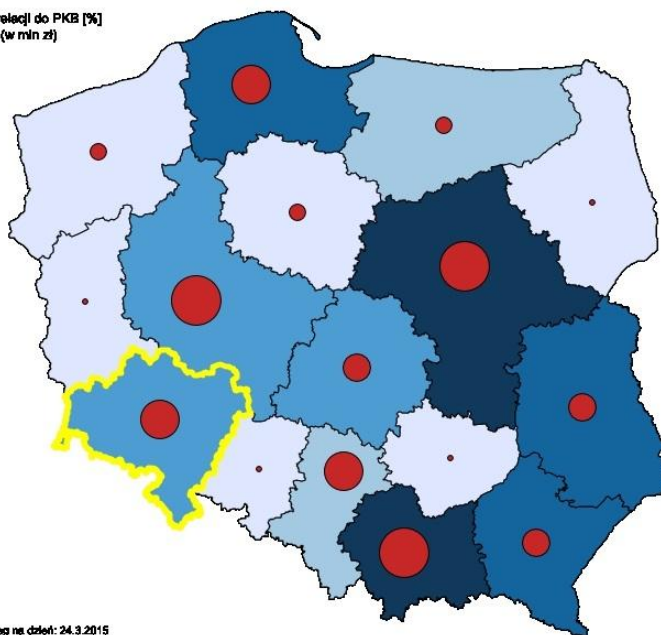 relacji do PKB [%]
(w mln zł)
na dzień: 24.3.2015